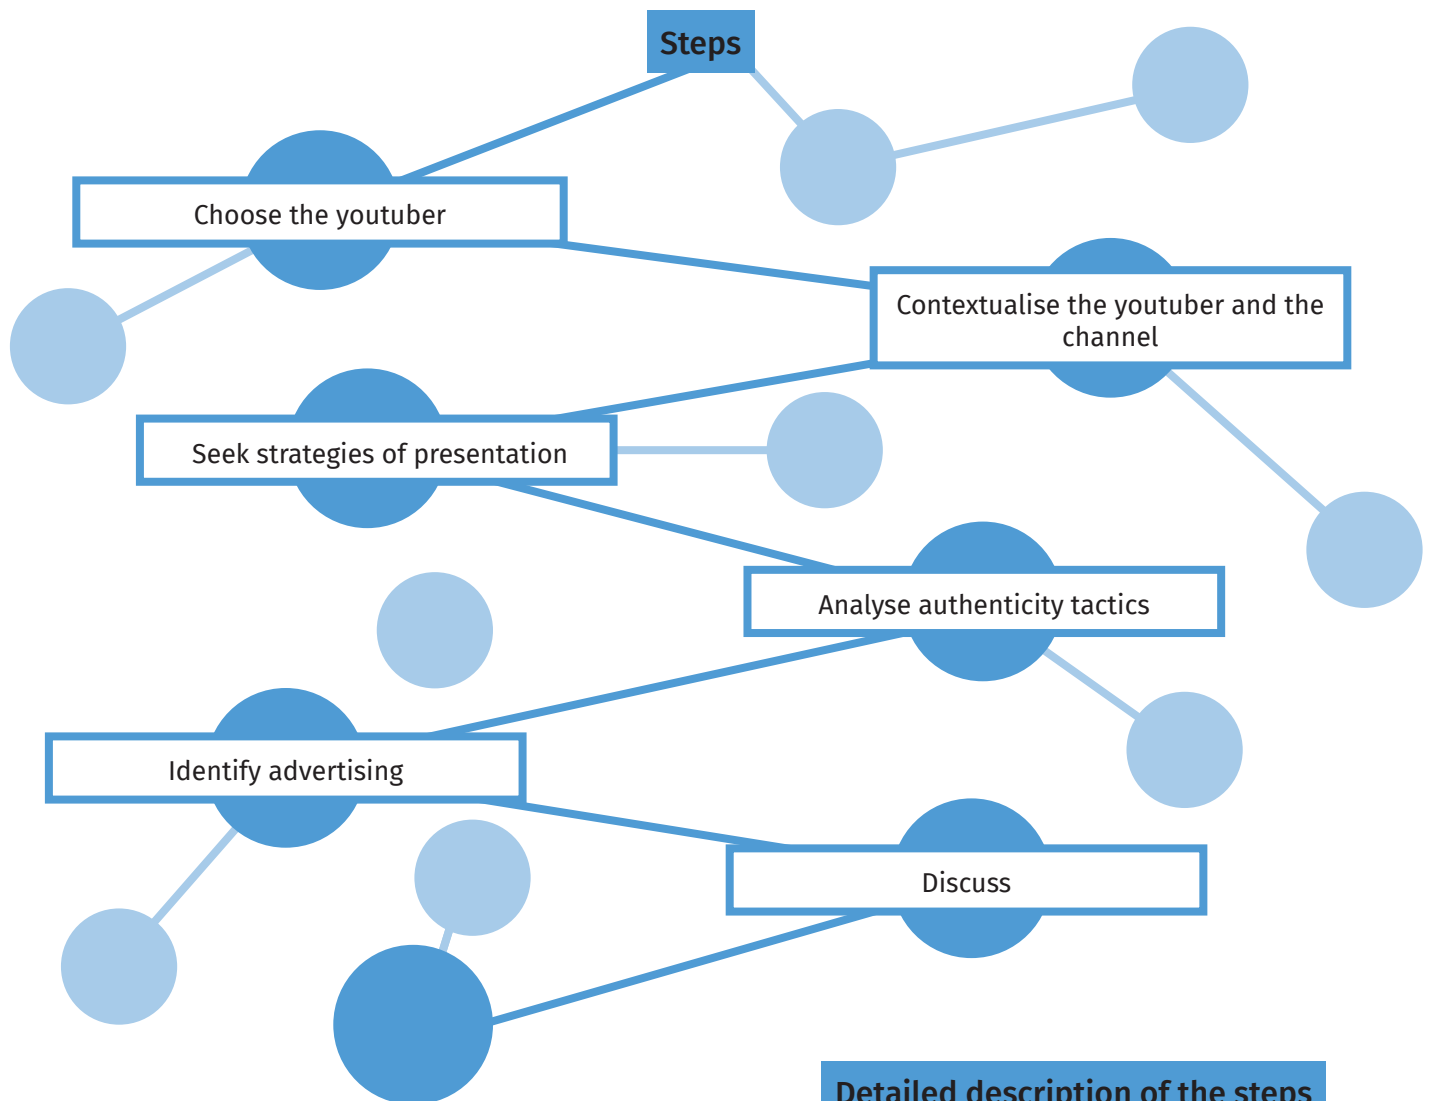 Steps
Choose the youtuber
Contextualise the youtuber and the
channel
Seek strategies of presentation
Analyse authenticity tactics
Identify advertising
Discuss
Detailed description of the steps